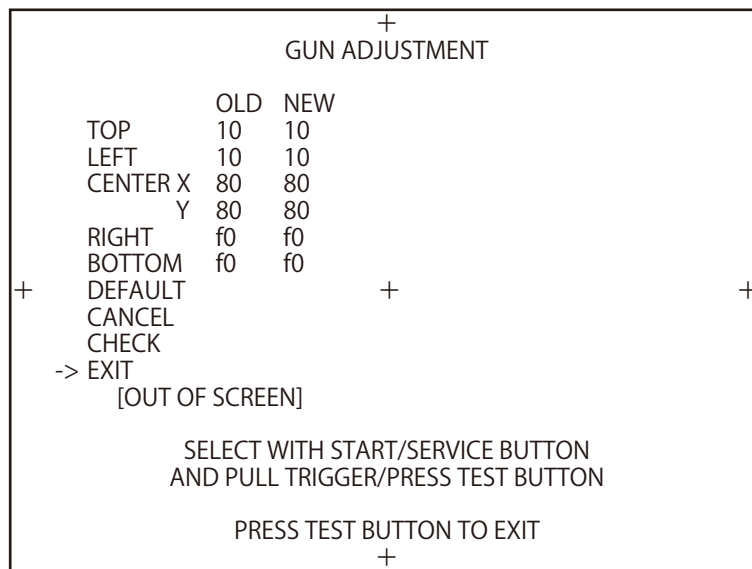 +
GUN ADJUSTMENT
OLD NEW
TOP 10 10
LEFT 10 10
CENTER X 80 80
Y 80 80
RIGHT f0 f0
BOTTOM f0 f0
+ DEFAULT + +
CANCEL
CHECK
-> EXIT
[OUT OF SCREEN]
SELECT WITH START/SERVICE BUTTON
AND PULL TRIGGER/PRESS TEST BUTTON
PRESS TEST BUTTON TO EXIT
+